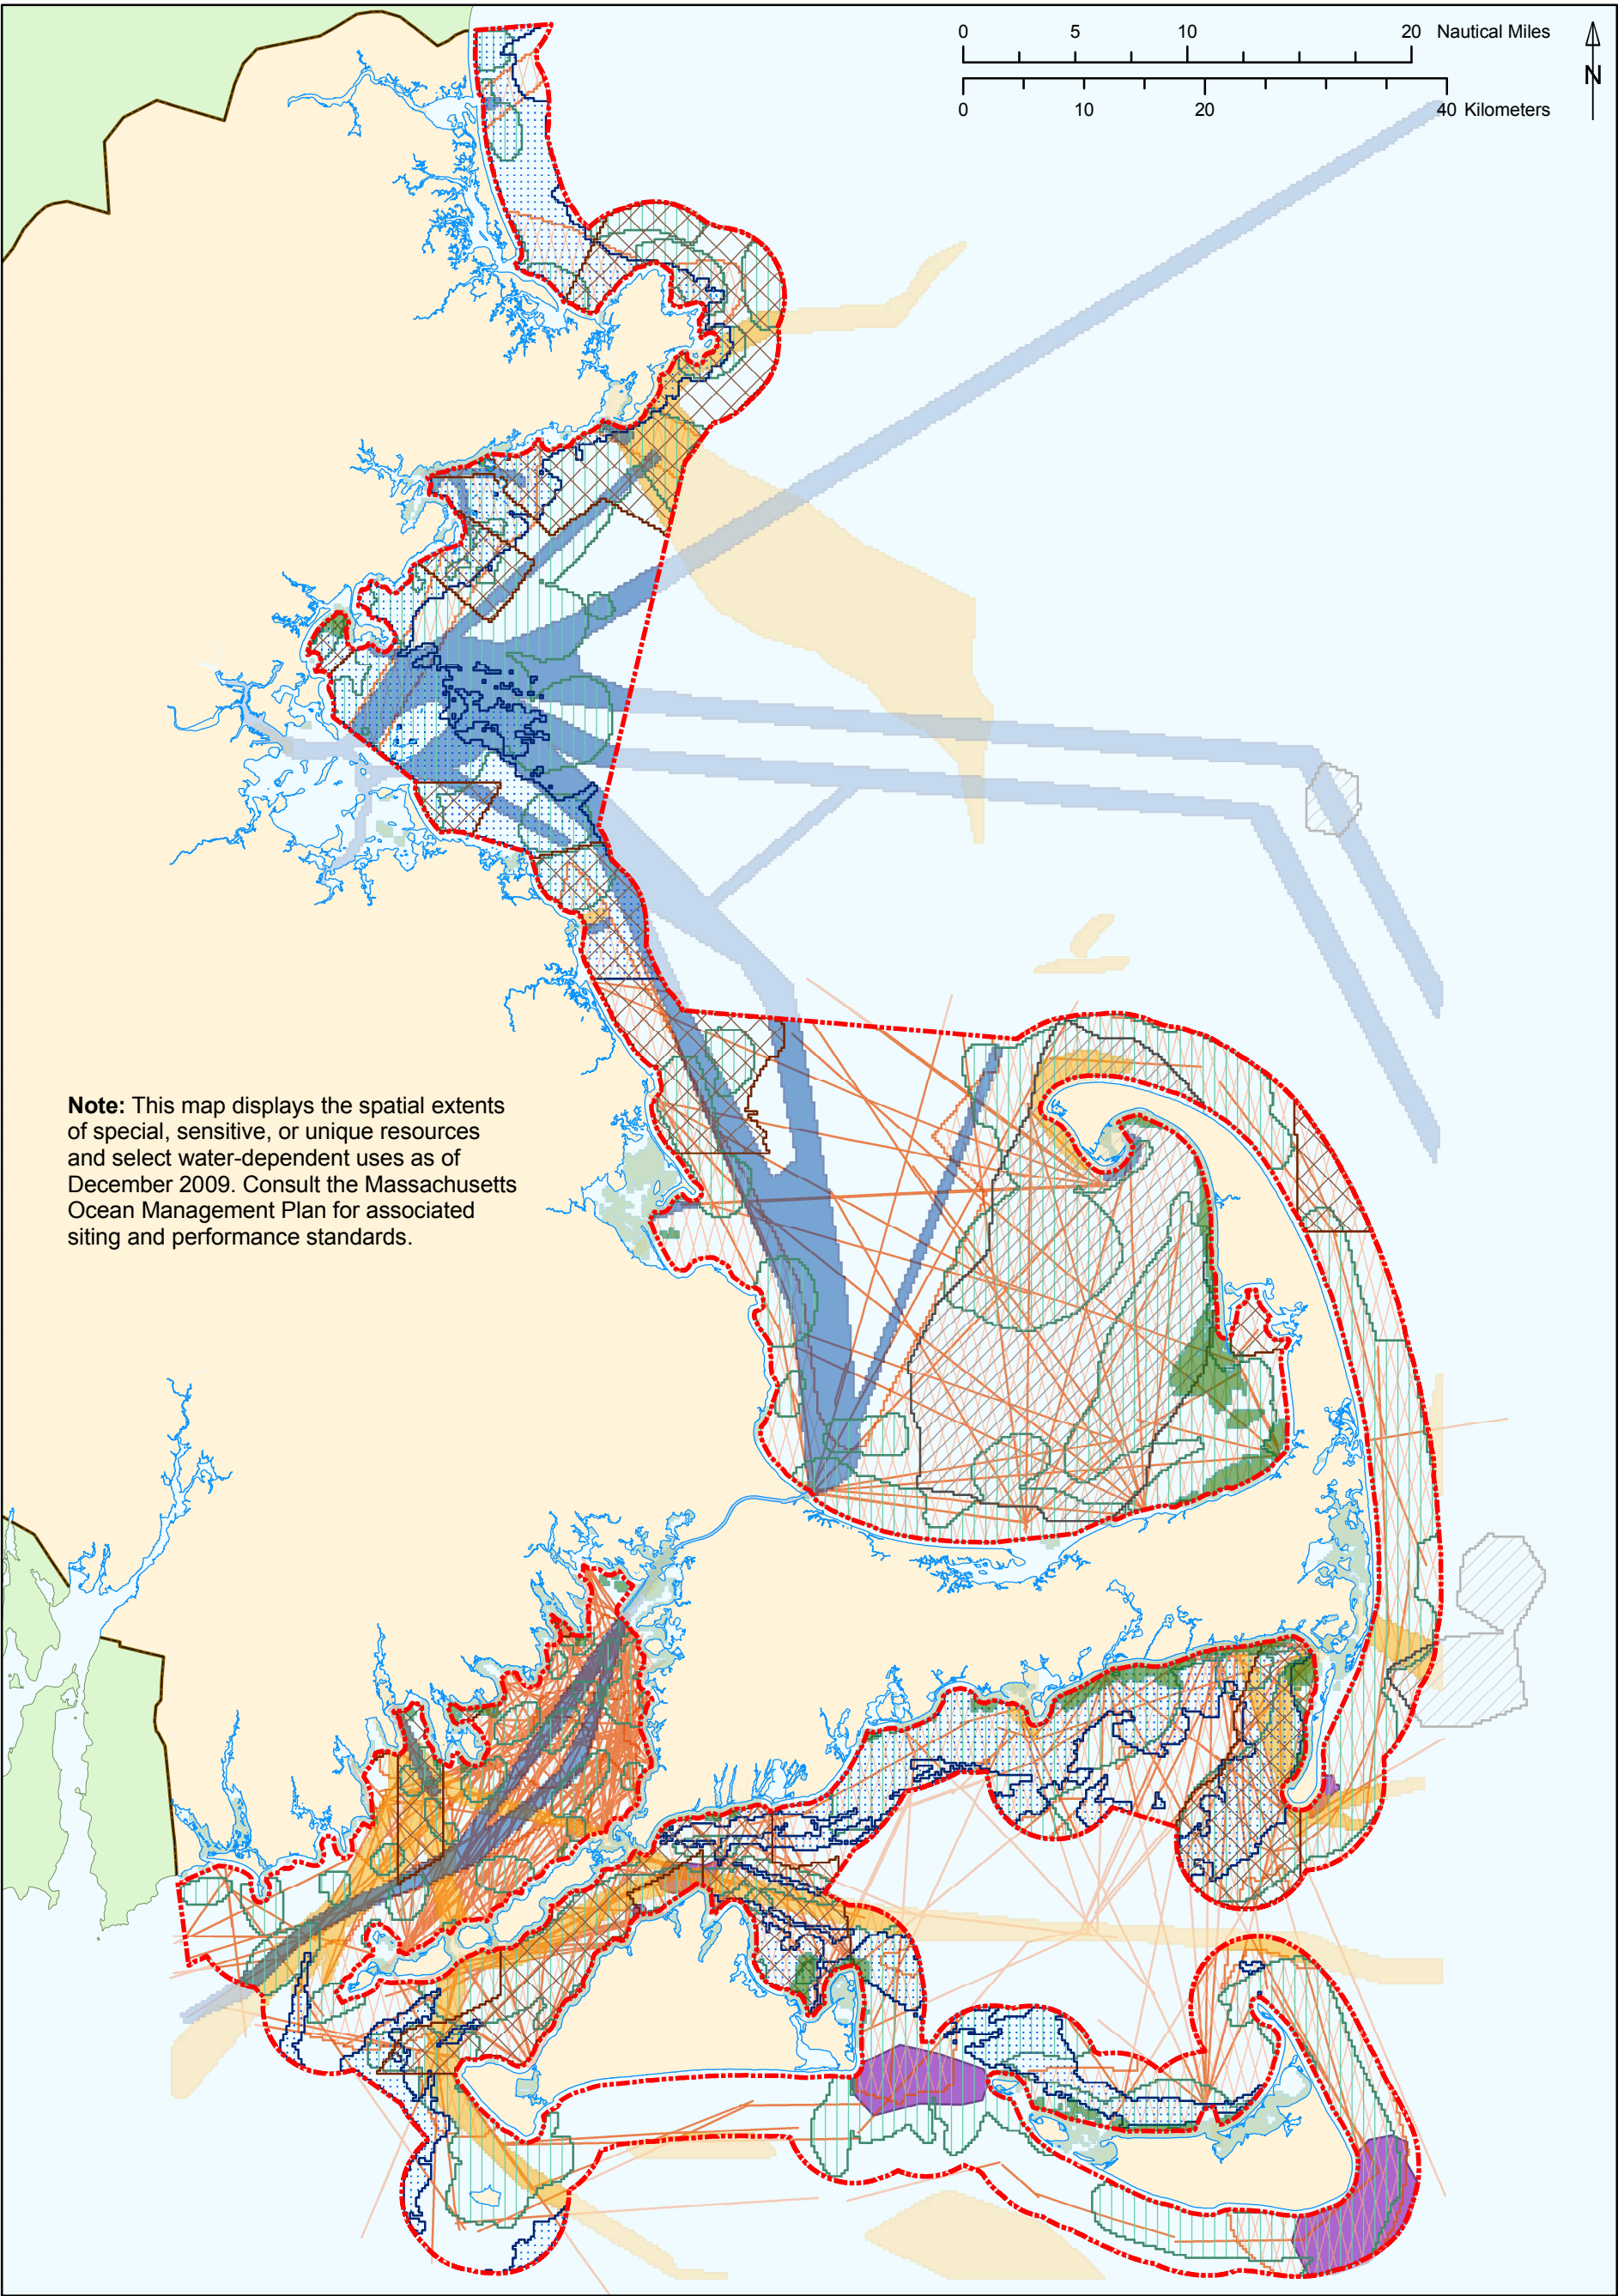 0 5 10 20 Nautical Miles
0 10 20 40 Kilometers
N
Note: This map displays the spatial extents
of special, sensitive, or unique resources
and select water-dependent uses as of
December 2009. Consult the Massachusetts
Ocean Management Plan for associated
siting and performance standards.